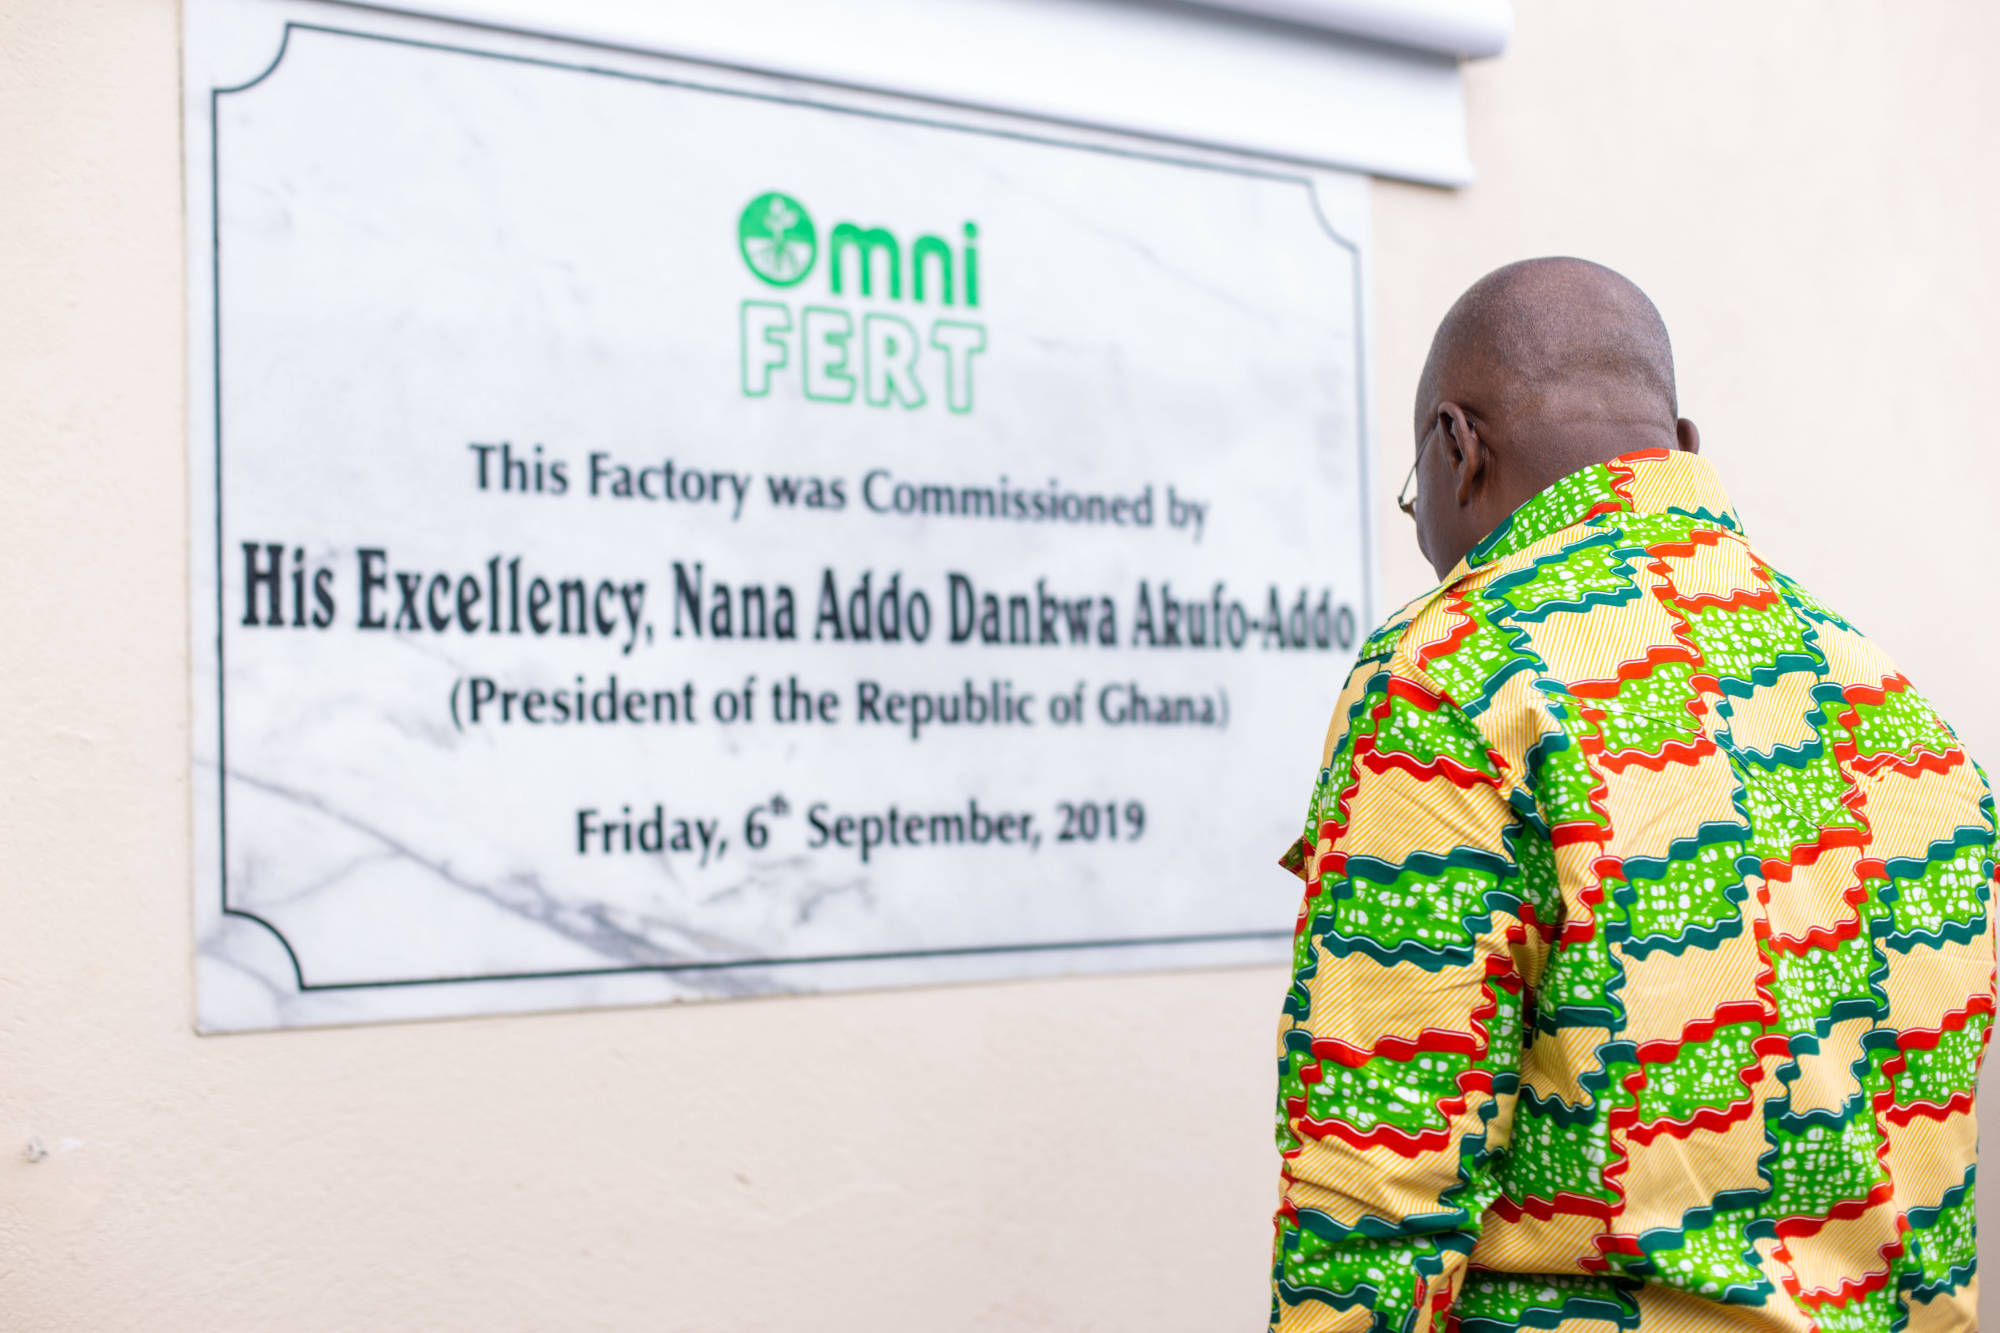 Omni
FERT
This Factory was Commissioned by
His Excellency, Nana Addo Dankwa Akufo-Addo
(President of the Republic of Ghana)
Friday, 6th September, 2019